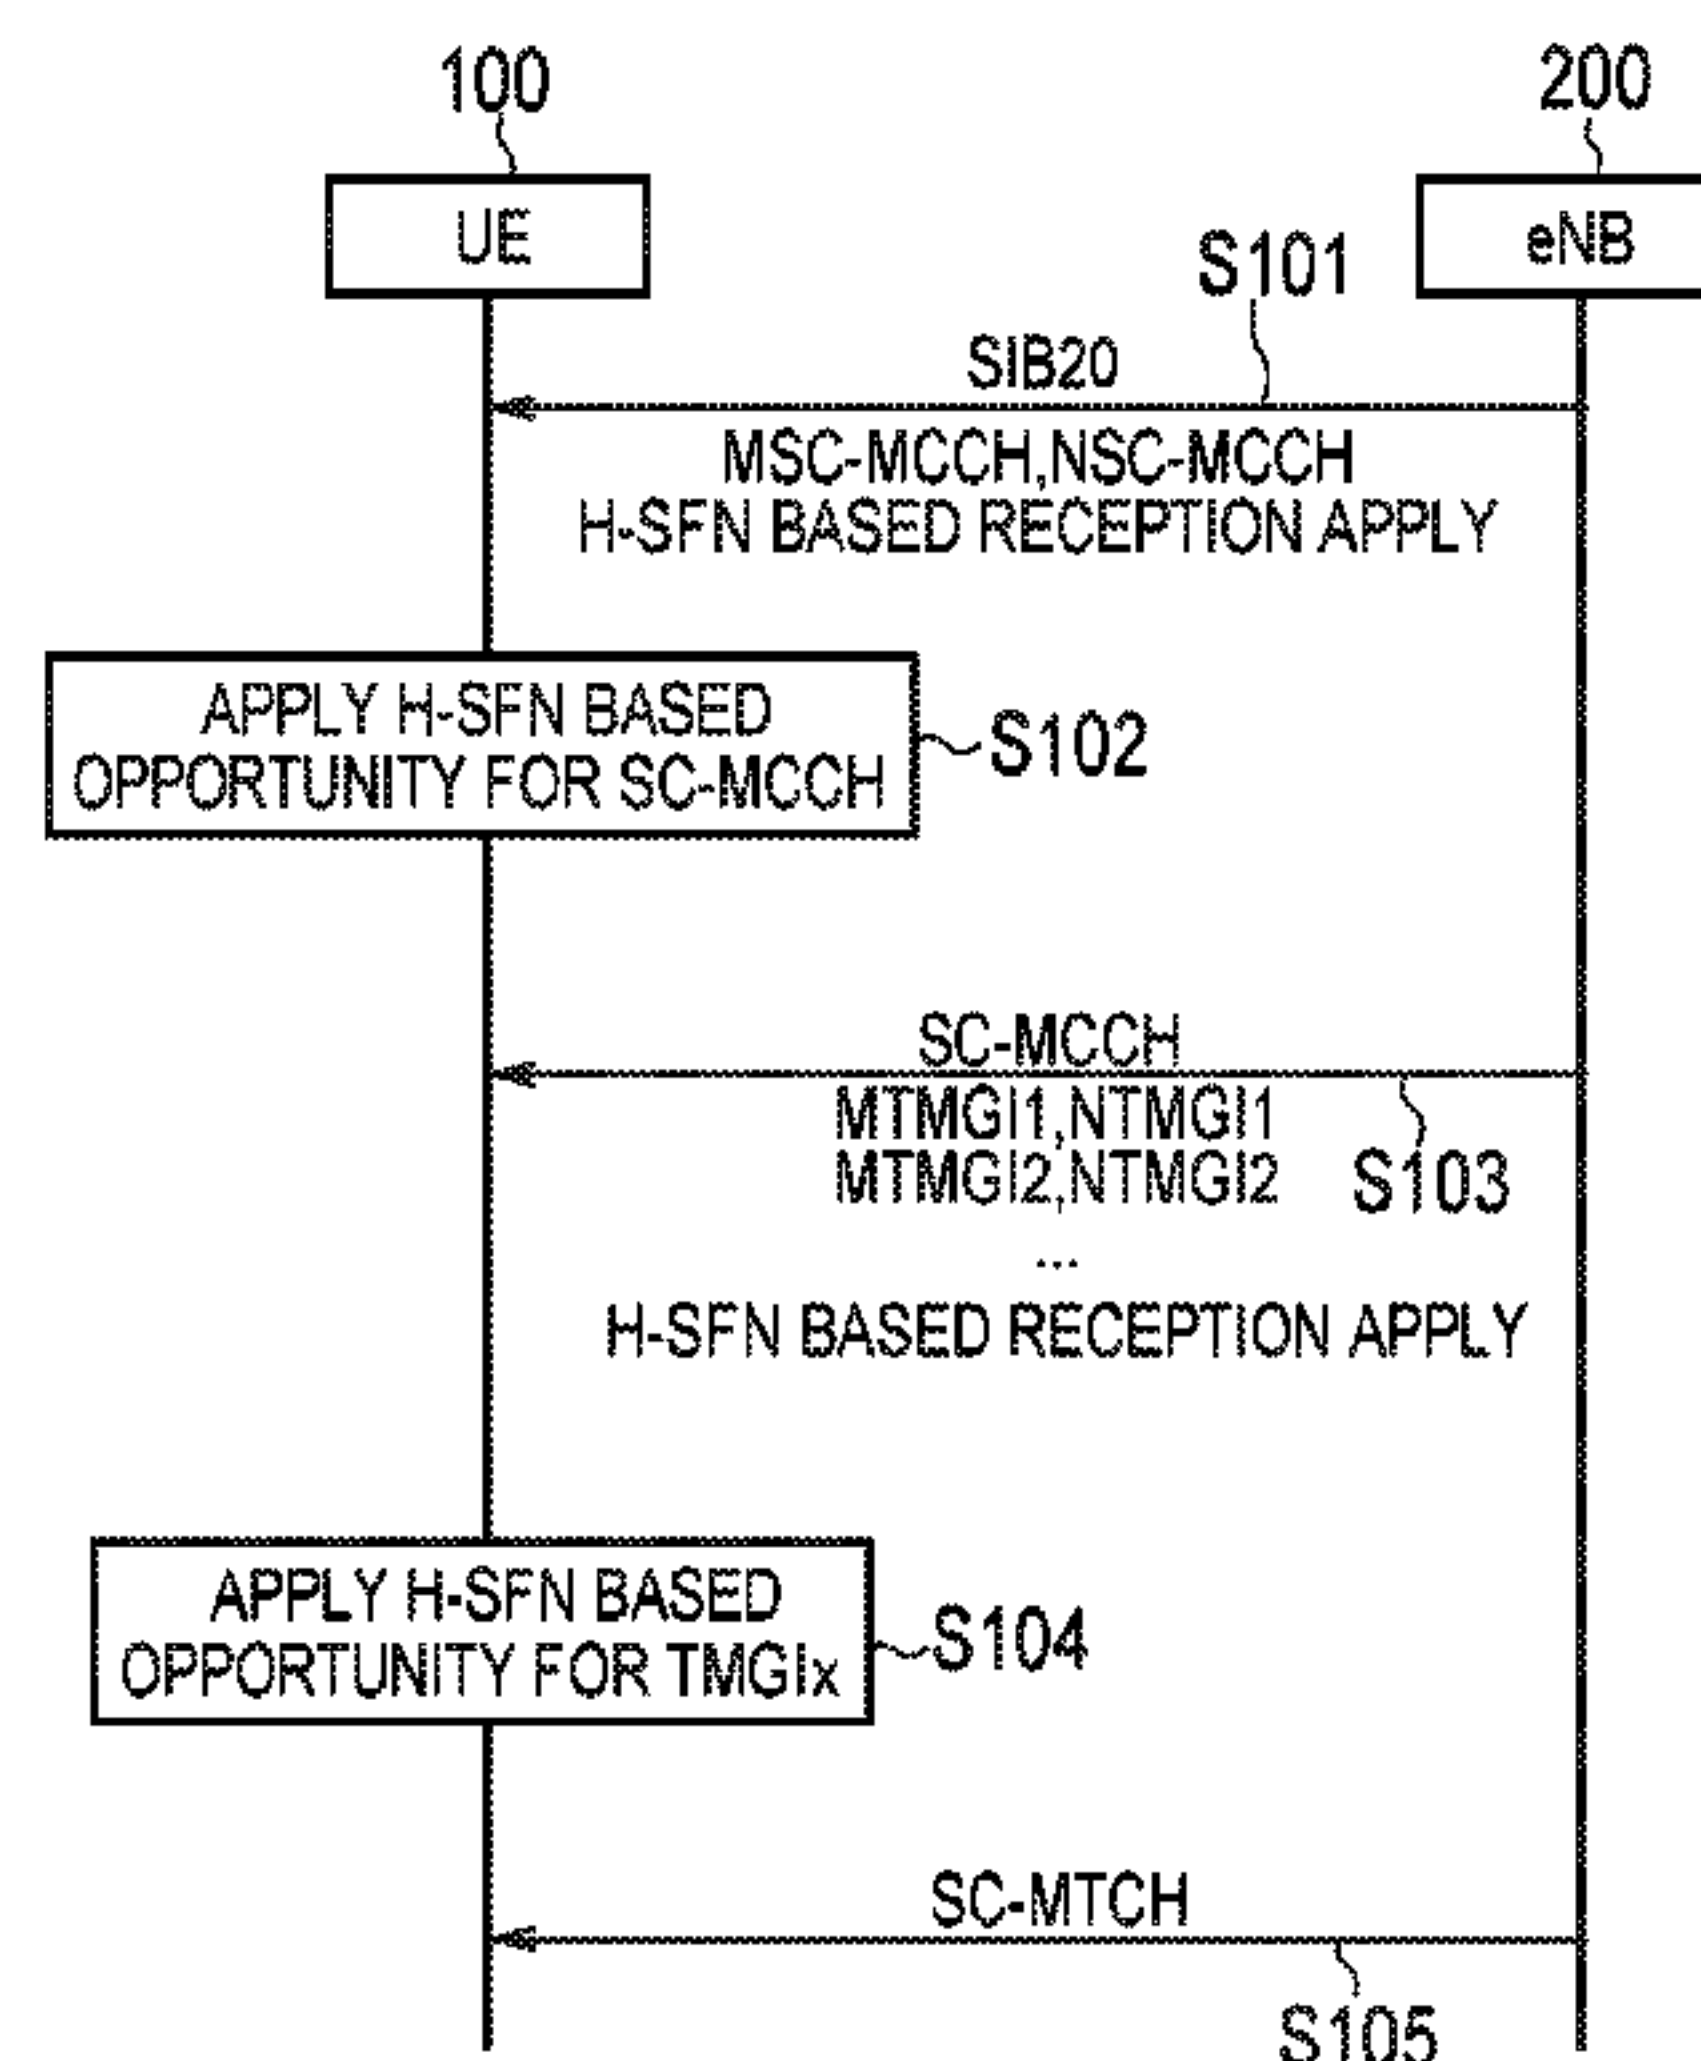 100
200
UE
eNB
S101
SIB20
MSC-MCCH,NSC-MCCH
H-SFN BASED RECEPTION APPLY
APPLY H-SFN BASED
OPPORTUNITY FOR SC-MCCH
S102
SC-MCCH
MTMGI1,NTMGI1
MTMGI2,NTMGI2
S103
...
H-SFN BASED RECEPTION APPLY
APPLY H-SFN BASED
OPPORTUNITY FOR TMGIx
S104
SC-MTCH
S105